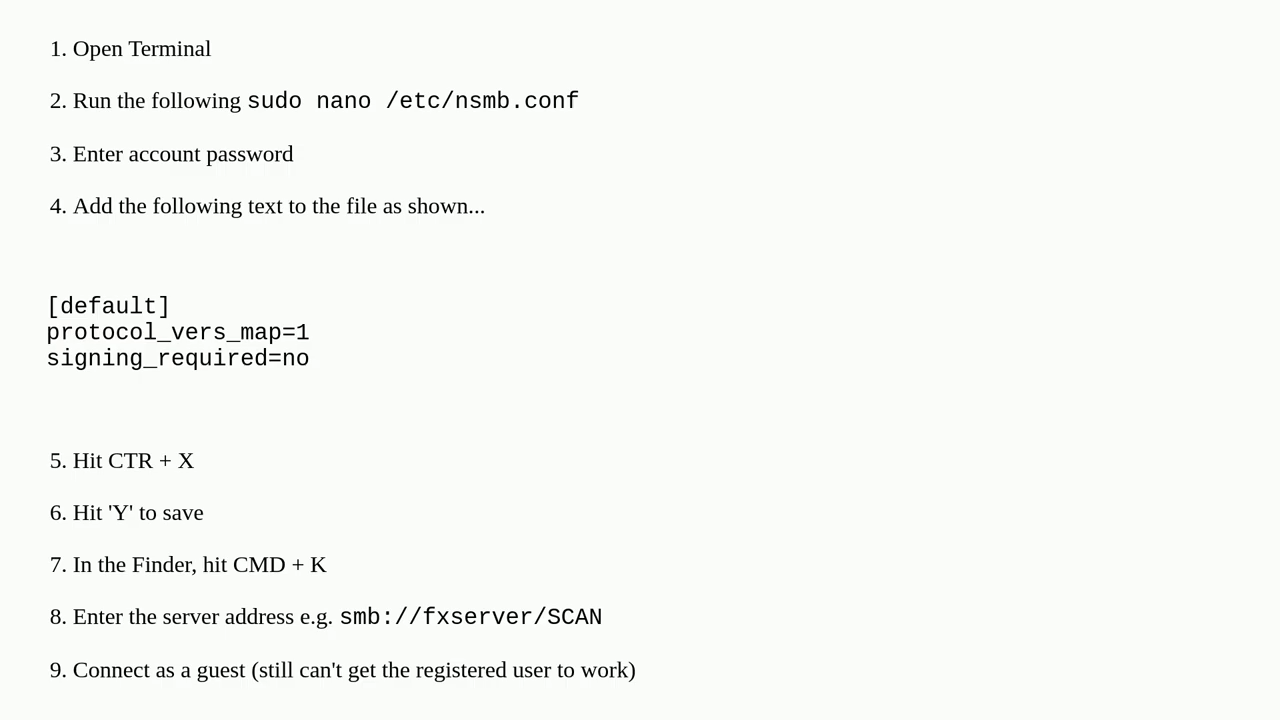 1. Open Terminal
2. Run the following sudo nano /etc/nsmb.conf
3. Enter account password
4. Add the following text to the file as shown...
[default]
protocol_vers_map=1
signing_required=no
5. Hit CTR + X
6. Hit 'Y' to save
7. In the Finder, hit CMD + K
8. Enter the server address e.g. smb://fxserver/SCAN
9. Connect as a guest (still can't get the registered user to work)